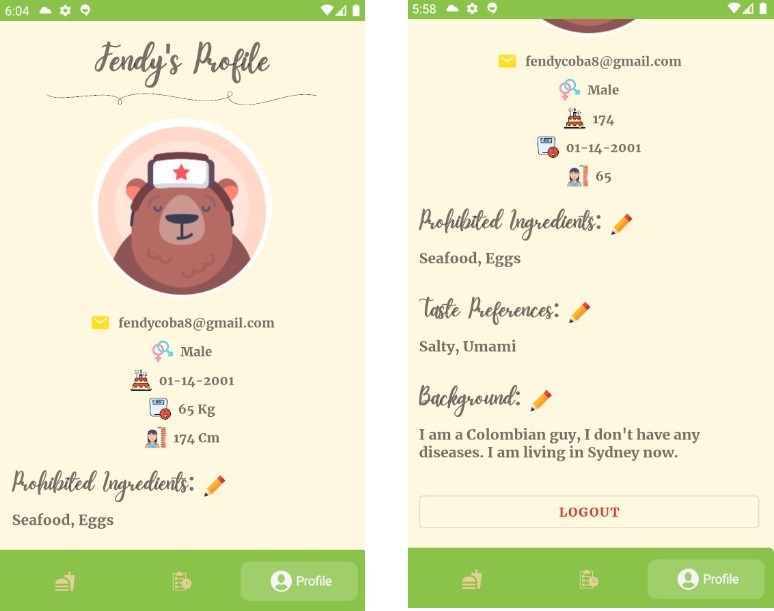 6:04
Fendy's Profile
fendycoba8@gmail.com
Male
01-14-2001
65 Kg
174 Cm
Prohibited Ingredients:
Seafood, Eggs
Profile
5:58
fendycoba8@gmail.com
Male
174
01-14-2001
65
Prohibited Ingredients:
Seafood, Eggs
Taste Preferences:
Salty, Umami
Background:
I am a Colombian guy, I don't have any
diseases. I am living in Sydney now.
LOGOUT
Profile